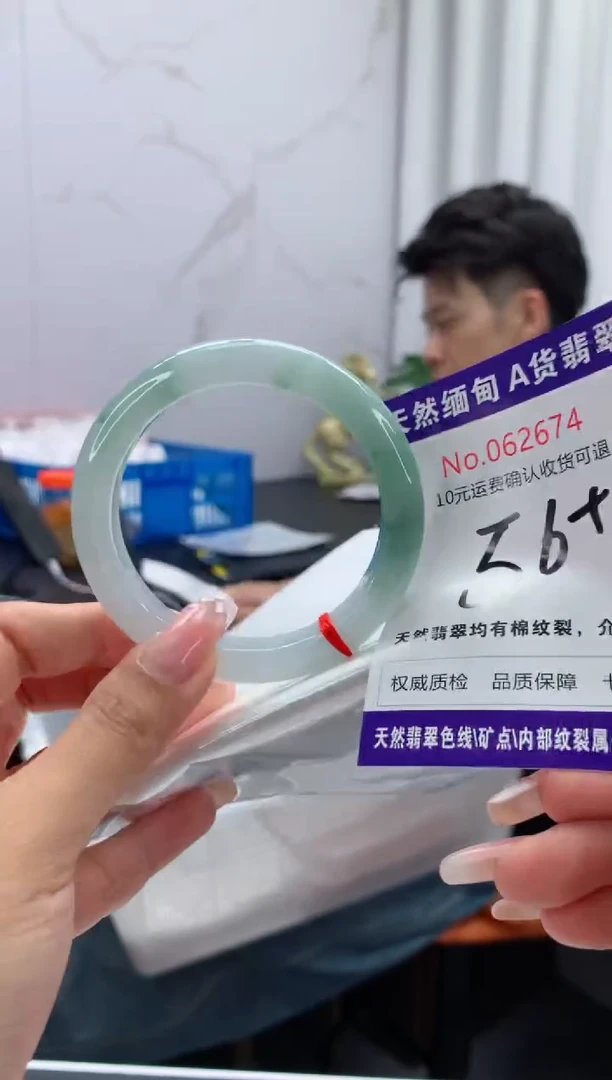 天然缅甸 A货翡翠
No.062674
10元运费确认收货可退
56+
天然翡翠均有棉纹裂，介
权威质检 品质保障
天然翡翠色线\矿点\内部纹裂属